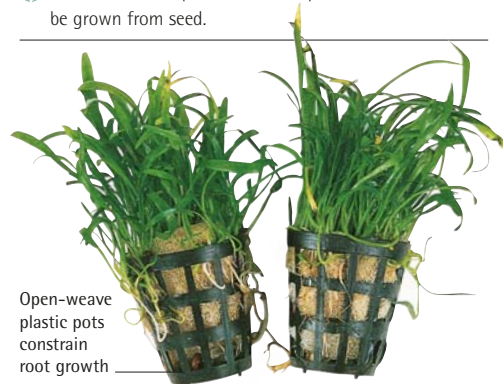 be grown from seed.
Open-weave
plastic pots
constrain
root growth